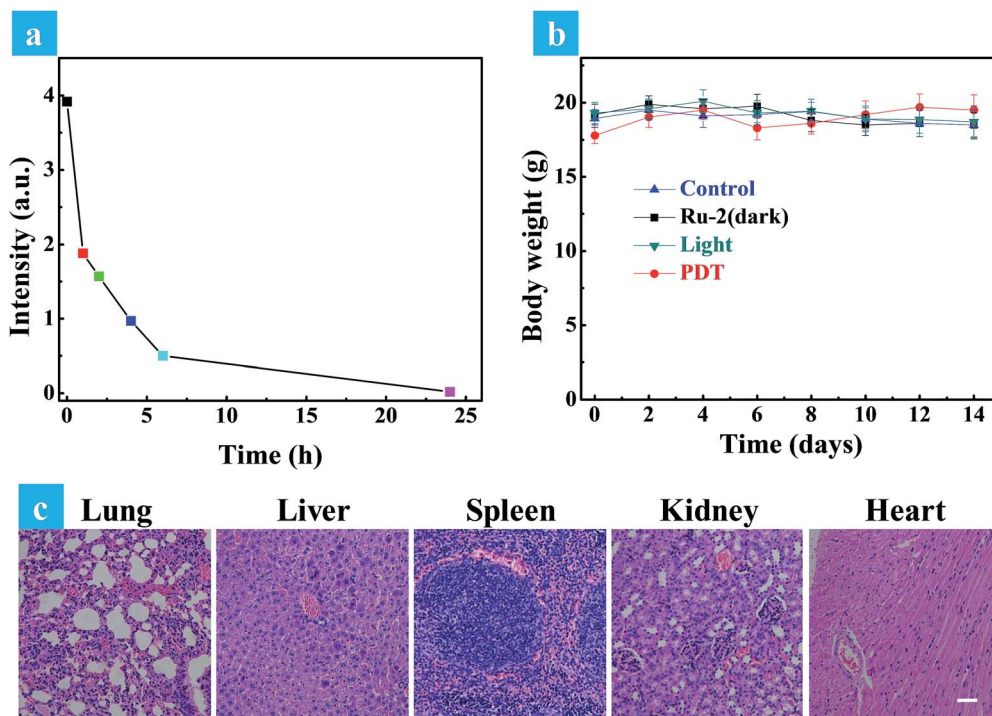 a
Intensity (a.u.)
4
3
2
1
0
0 5 10 15 20 25
Time (h)
b
Body weight (g)
20
15
10
5
0
Control
Ru-2(dark)
Light
PDT
0 2 4 6 8 10 12 14
Time (days)
c
Lung Liver Spleen Kidney Heart